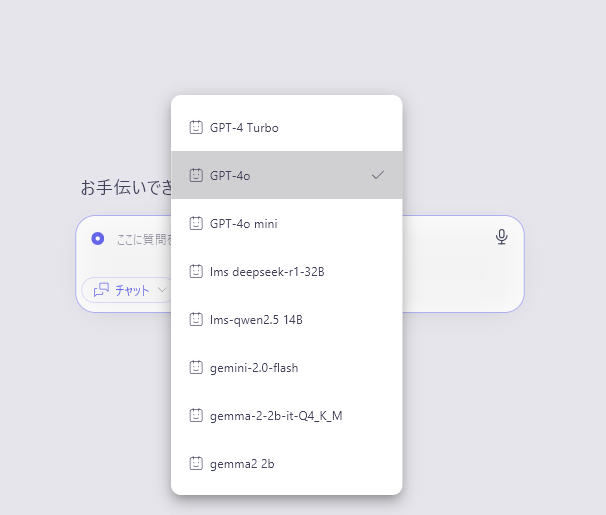 GPT-4 Turbo
GPT-4o
お手伝いでき
GPT-4o mini
ここに質問を
lms deepseek-r1-32B
チャット
lms-qwen2.5 14B
gemini-2.0-flash
gemma-2-2b-it-Q4_K_M
gemma2 2b